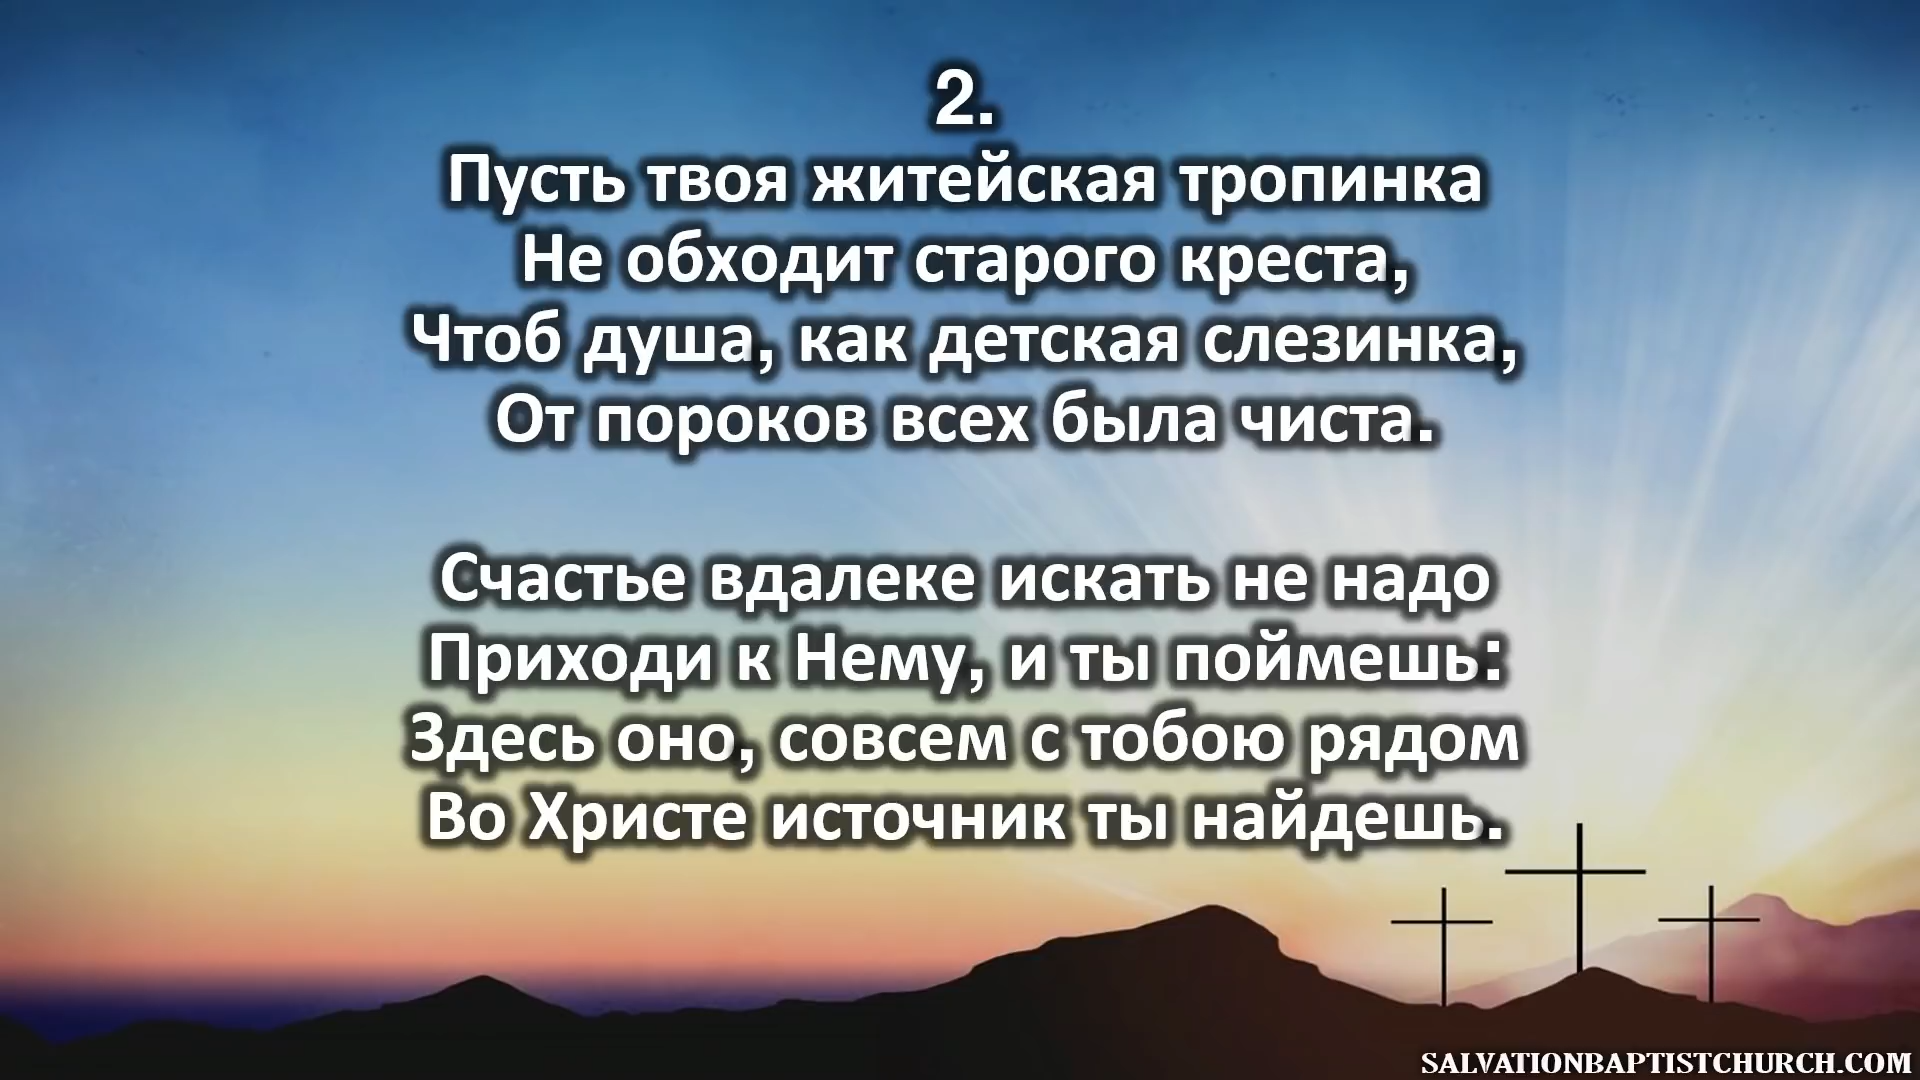 2.
Пусть твоя житейская тропинка
Не обходит старого креста,
Чтоб душа, как детская слезинка,
От пороков всех была чиста.
Счастье вдалеке искать не надо
Приходи к Нему, и ты поймешь:
Здесь оно, совсем с тобою рядом
Во Христе источник ты найдешь.
SALVATIONBAPTISTCHURCH.COM